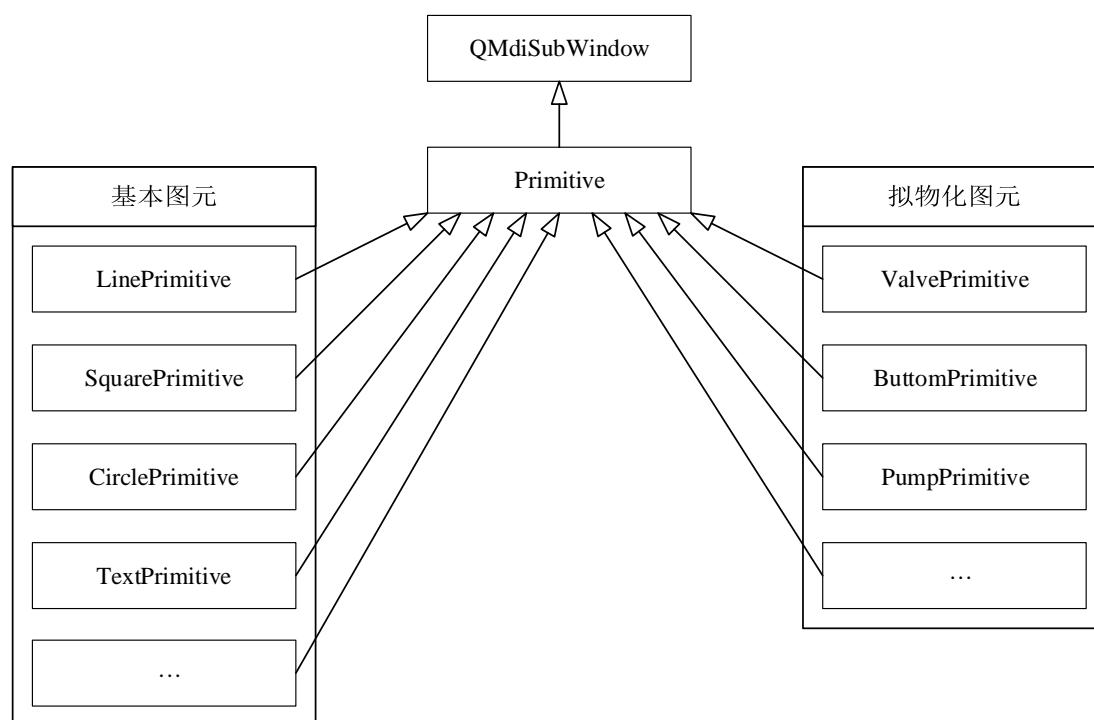 QMdiSubWindow
Primitive
基本图元
LinePrimitive
SquarePrimitive
CirclePrimitive
TextPrimitive
…
拟物化图元
ValvePrimitive
ButtomPrimitive
PumpPrimitive
…